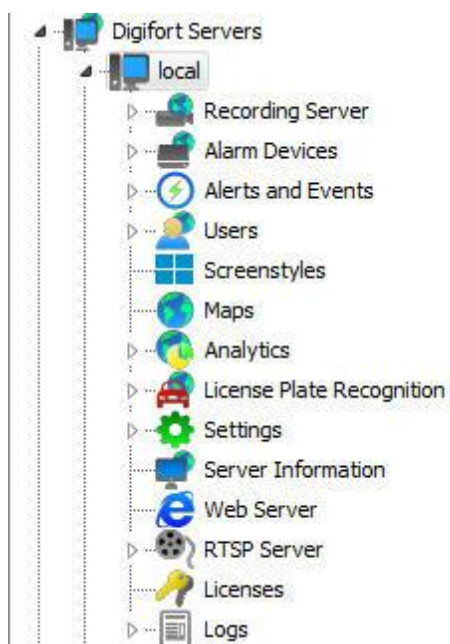 Digifort Servers
local
Recording Server
Alarm Devices
Alerts and Events
Users
Screenstyles
Maps
Analytics
License Plate Recognition
Settings
Server Information
Web Server
RTSP Server
Licenses
Logs